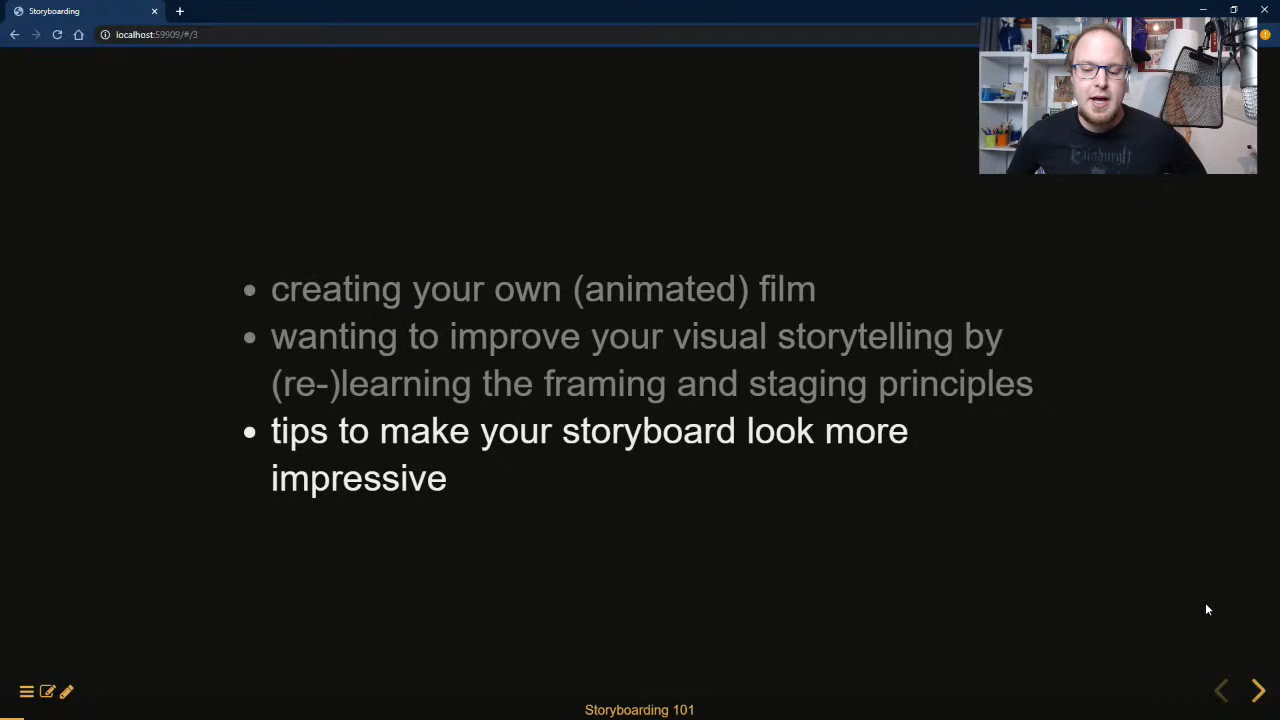 Storyboarding
localhost:59909/#/3
Edinburgh
• creating your own (animated) film
• wanting to improve your visual storytelling by
(re-)learning the framing and staging principles
• tips to make your storyboard look more
impressive
Storyboarding 101